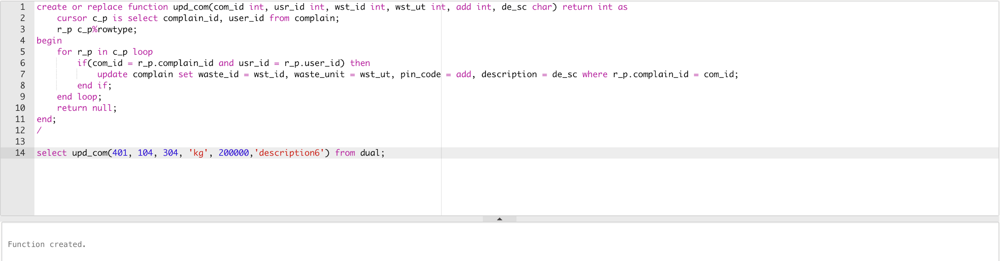 1 create or replace function upd_com(com_id int, usr_id int, wst_id int, wst_ut int, add int, de_sc char) return int as
2 cursor c_p is select complain_id, user_id from complain;
3 r_p c_p%rowtype;
4 begin
5 for r_p in c_p loop
6 if(com_id = r_p.complain_id and usr_id = r_p.user_id) then
7 update complain set waste_id = wst_id, waste_unit = wst_ut, pin_code = add, description = de_sc where r_p.complain_id = com_id;
8 end if;
9 end loop;
10 return null;
11 end;
12 /
13
14 select upd_com(401, 104, 304, 'kg', 200000,'description6') from dual;
Function created.